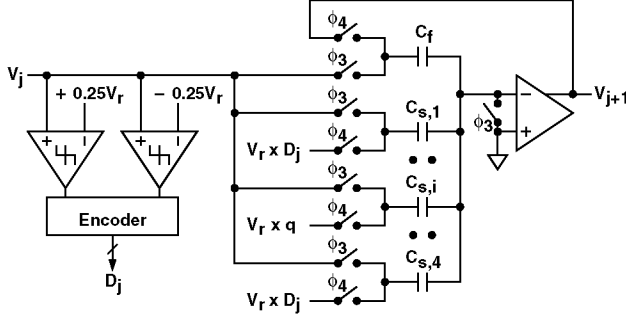 ϕ4
Cf
Vj
ϕ3
+ 0.25Vr
− 0.25Vr
ϕ3
Cs,1
− Vj+1
+ − + −
ϕ4
ϕ3
+
Vr x Dj
ϕ3
Cs,i
Encoder
ϕ4
Vr x q
ϕ3
Cs,4
Dj
ϕ4
Vr x Dj